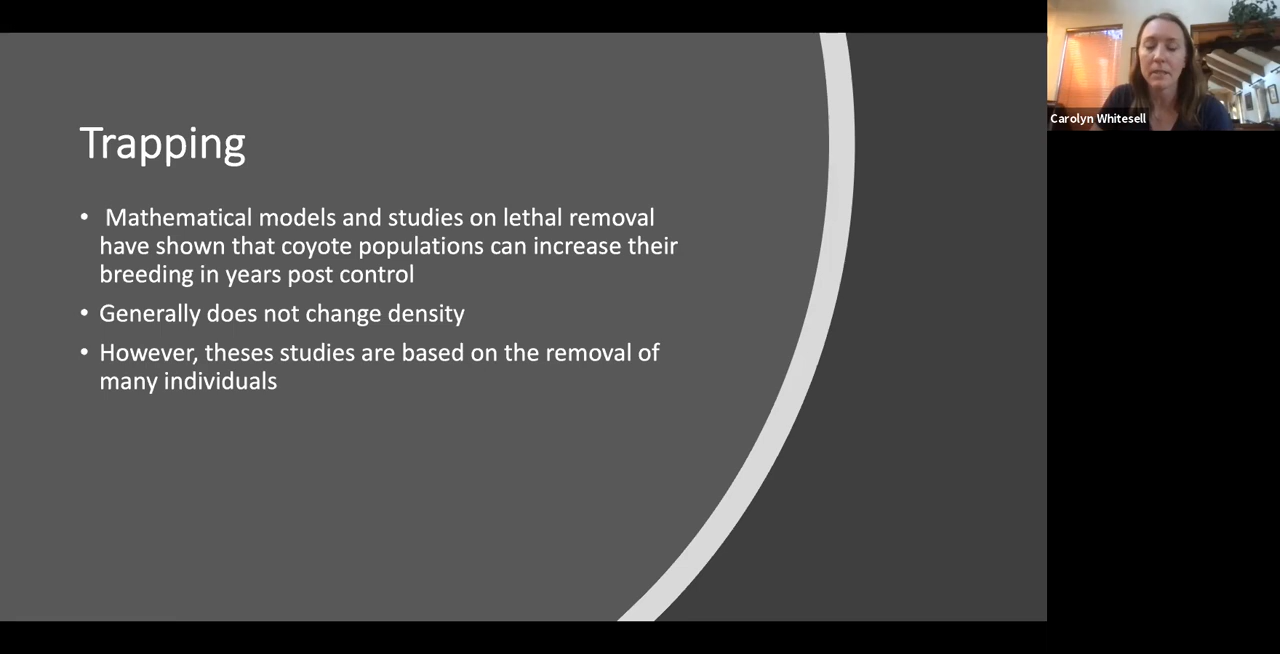 Trapping
• Mathematical models and studies on lethal removal
have shown that coyote populations can increase their
breeding in years post control
• Generally does not change density
• However, theses studies are based on the removal of
many individuals
Carolyn Whitesell